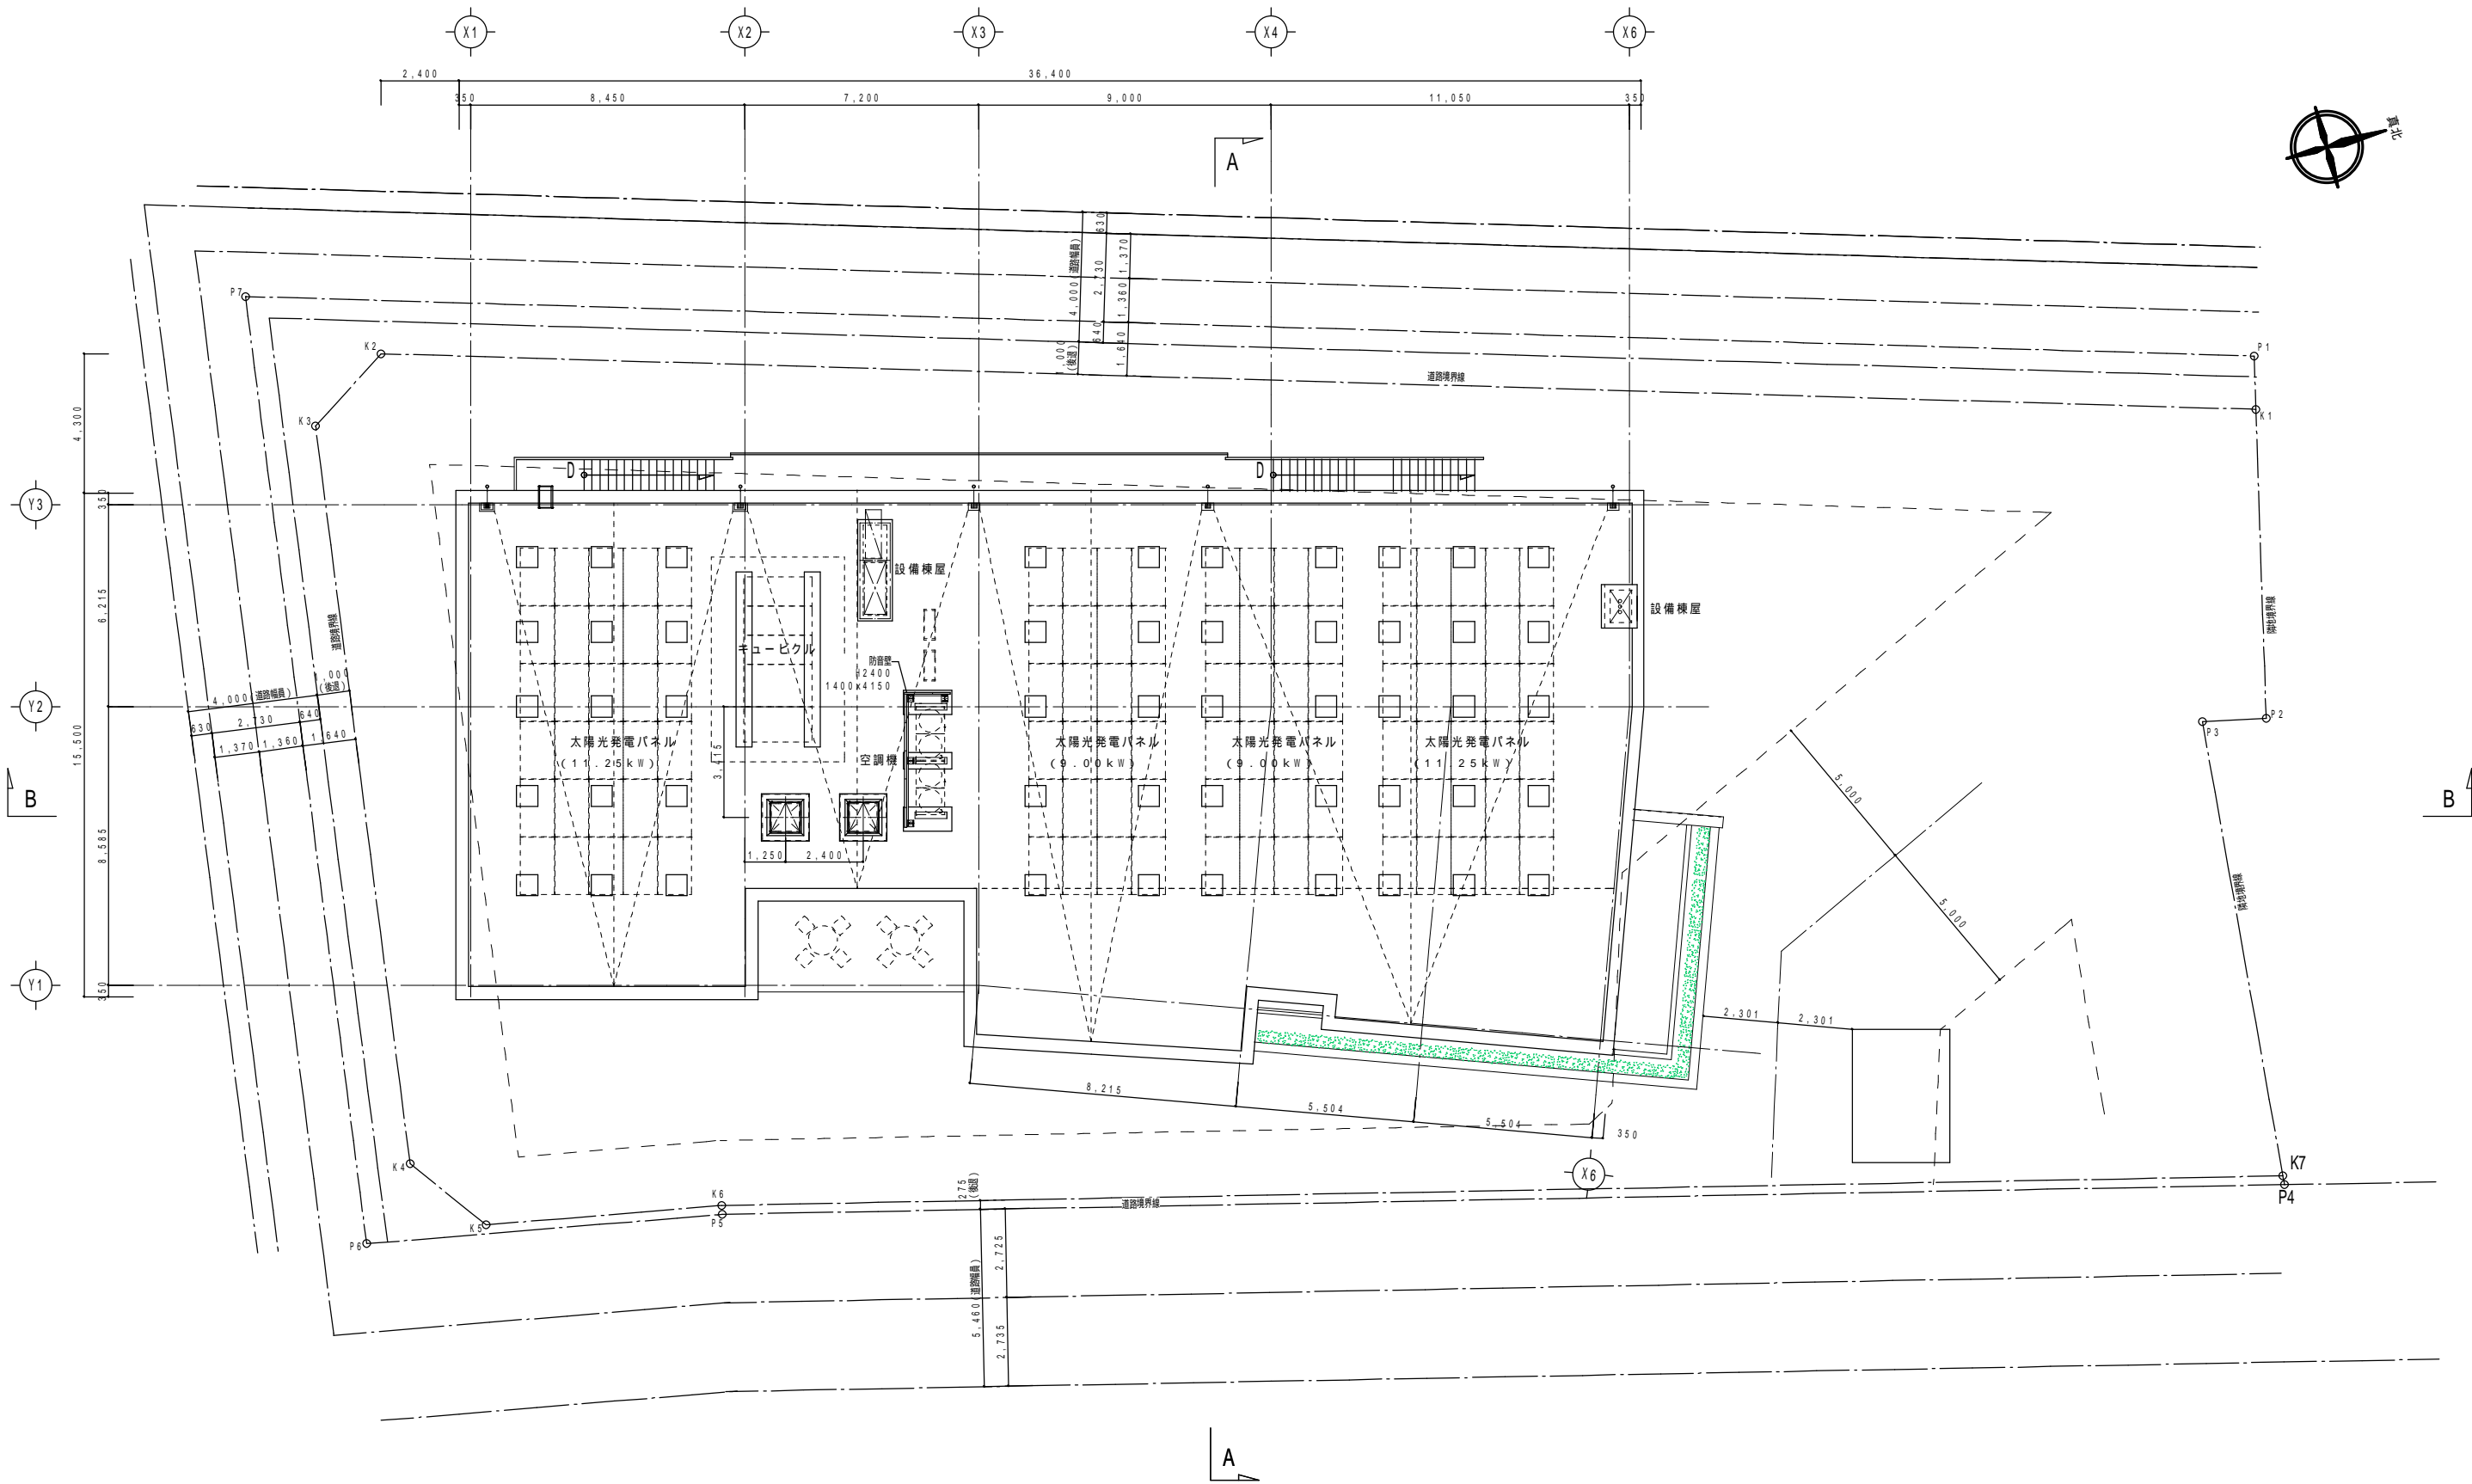 X1
X2
X3
X4
X6
2,400
36,400
350
8,450
7,200
9,000
11,050
350
A
真北
630
1,370
4,000(道路幅員)
2,730
1,360
640
1,640
1,000
(後退)
P7
K2
P1
道路境界線
K1
K3
4,300
D
D
Y3
350
設備棟屋
設備棟屋
隣地境界線
6,215
道路境界線
キュービクル
防音壁
H2400
1400x4150
1,000
(後退)
4,000(道路幅員)
Y2
640
2,730
630
1,640
1,360
1,370
P2
P3
15,500
太陽光発電パネル
(11.25kW)
3,415
空調機
太陽光発電パネル
(9.00kW)
太陽光発電パネル
(9.00kW)
太陽光発電パネル
(11.25kW)
5,000
B
B
8,585
1,250
2,400
5,000
隣地境界線
Y1
350
2,301
2,301
8,215
5,504
5,504
350
K4
X6
K7
P4
275
(後退)
K6
P5
道路境界線
K5
P6
2,725
5,460(道路幅員)
2,735
A